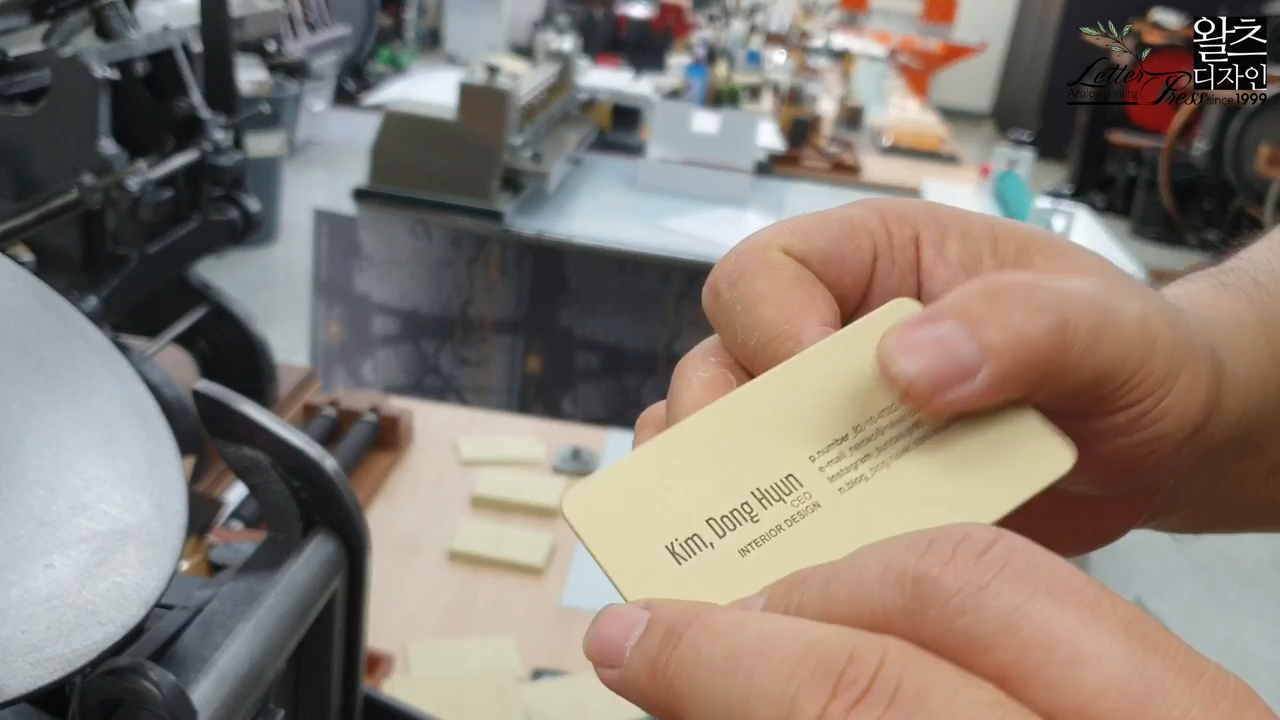 Letter
Press
Analog printing
since 1999
왈츠
디자인
Kim, Dong Hyun
CEO
INTERIOR DESIGN
p.number
e-mail
Instagram
n.bldg